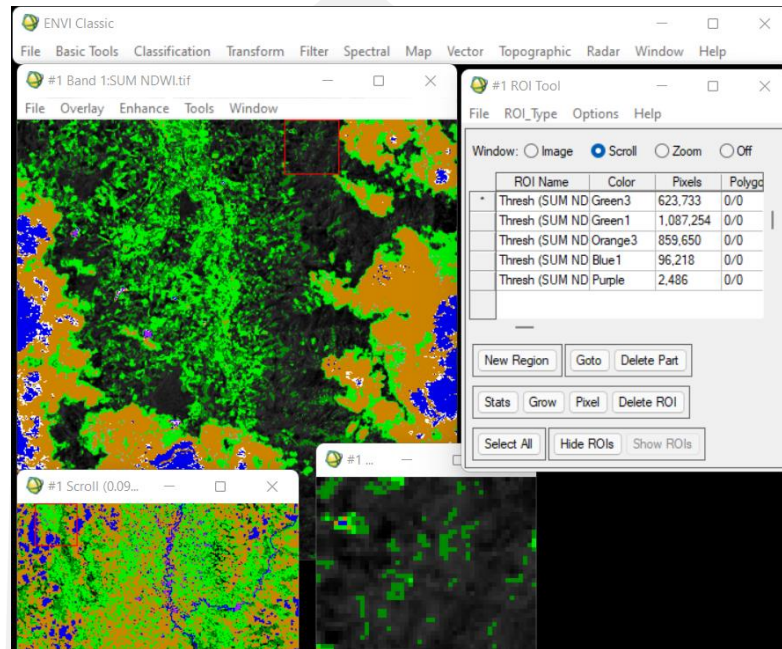 ENVI Classic
File Basic Tools Classification Transform Filter Spectral Map Vector Topographic Radar Window Help
#1 Band 1:SUM NDWI.tif
File Overlay Enhance Tools Window
#1 ROI Tool
File ROI_Type Options Help
Window: Image Scroll Zoom Off
ROI Name Color Pixels Polygo
* Thresh (SUM ND Green3 623,733 0/0
Thresh (SUM ND Green1 1,087,254 0/0
Thresh (SUM ND Orange3 859,650 0/0
Thresh (SUM ND Blue1 96,218 0/0
Thresh (SUM ND Purple 2,486 0/0
New Region Goto Delete Part
Stats Grow Pixel Delete ROI
Select All Hide ROIs Show ROIs
#1 Scroll (0.09...
#1 ...